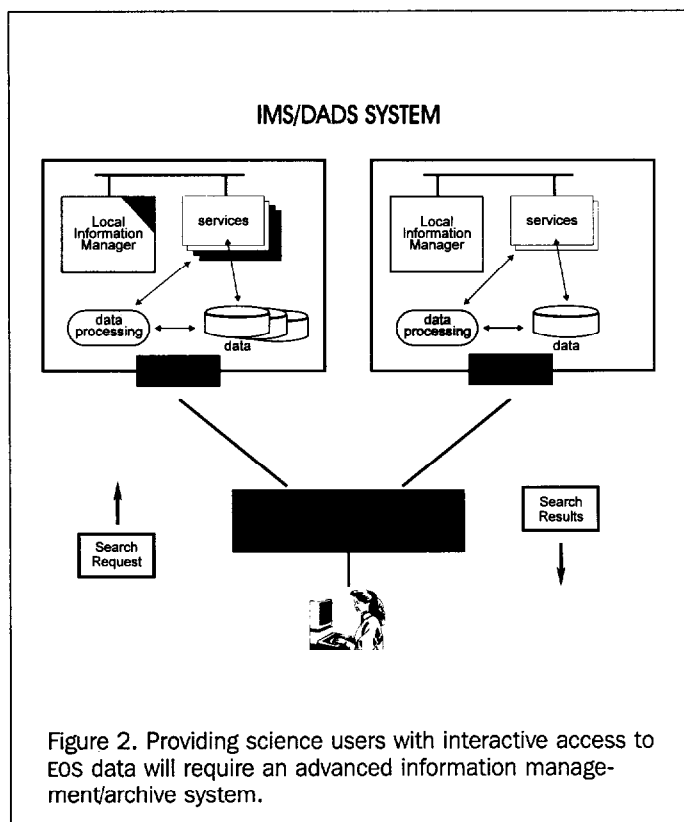 IMS/DADS SYSTEM
Local
Information
Manager
services
data
processing
data
Local
Information
Manager
services
data
processing
data
Search
Request
Search
Results
Figure 2. Providing science users with interactive access to
EOS data will require an advanced information manage-
ment/archive system.